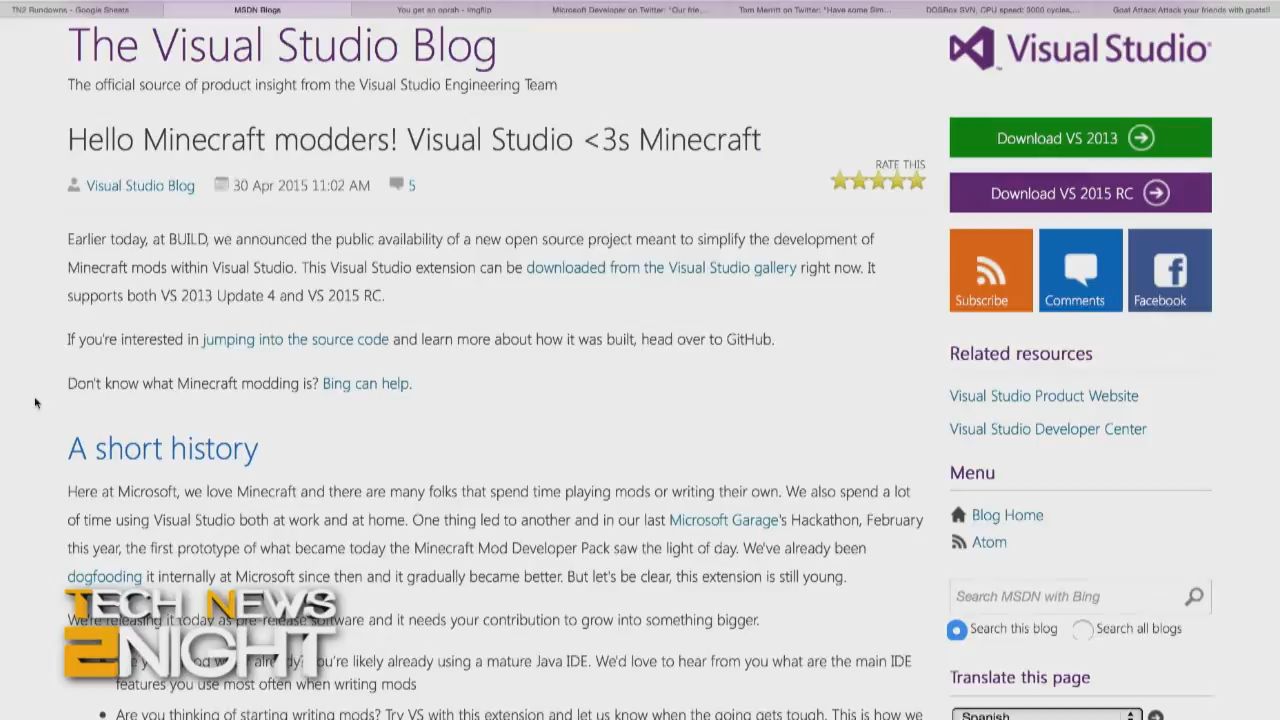 TN2 Rundowns - Google Sheets
MSDN Blogs
You get an oprah - Imgflip
Microsoft Developer on Twitter: "Our frie...
Tom Merritt on Twitter: "Have some Sim...
DOSBox SVN, CPU speed: 3000 cycles,...
Goat Attack Attack your friends with goats!!
The Visual Studio Blog
The official source of product insight from the Visual Studio Engineering Team
Visual Studio
Hello Minecraft modders! Visual Studio <3s Minecraft
RATE THIS
Visual Studio Blog 30 Apr 2015 11:02 AM 5
Earlier today, at BUILD, we announced the public availability of a new open source project meant to simplify the development of
Minecraft mods within Visual Studio. This Visual Studio extension can be downloaded from the Visual Studio gallery right now. It
supports both VS 2013 Update 4 and VS 2015 RC.
If you're interested in jumping into the source code and learn more about how it was built, head over to GitHub.
Don't know what Minecraft modding is? Bing can help.
A short history
Here at Microsoft, we love Minecraft and there are many folks that spend time playing mods or writing their own. We also spend a lot
of time using Visual Studio both at work and at home. One thing led to another and in our last Microsoft Garage's Hackathon, February
this year, the first prototype of what became today the Minecraft Mod Developer Pack saw the light of day. We've already been
dogfooding it internally at Microsoft since then and it gradually became better. But let's be clear, this extension is still young.
We're releasing it today as pre-release software and it needs your contribution to grow into something bigger.
already? You're likely already using a mature Java IDE. We'd love to hear from you what are the main IDE
features you use most often when writing mods
• Are you thinking of starting writing mods? Try VS with this extension and let us know when the going gets tough. This is how we
Download VS 2013
Download VS 2015 RC
Subscribe
Comments
Facebook
Related resources
Visual Studio Product Website
Visual Studio Developer Center
Menu
Blog Home
Atom
Search MSDN with Bing
Search this blog Search all blogs
Translate this page
Spanish
TECH NEWS
2NIGHT